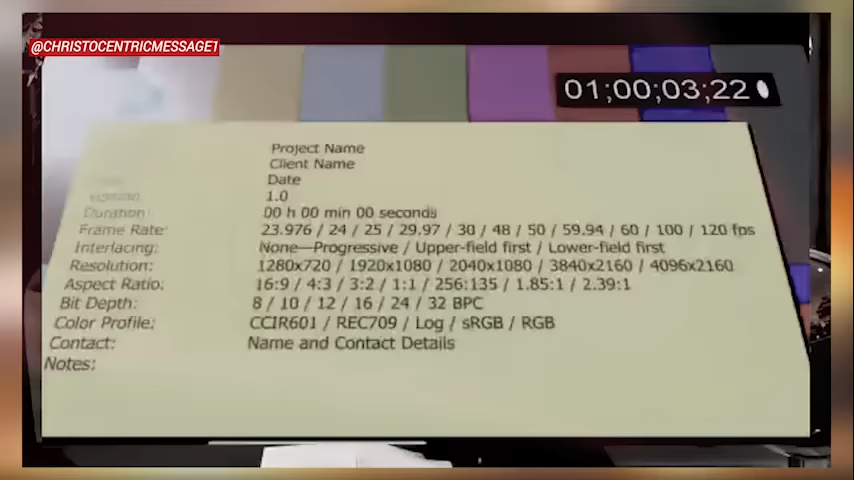 @CHRISTOCENTRICMESSAGE1
01;00;03;22
Project Name
Client Name
Date
1.0
Duration: 00 h 00 min 00 seconds
Frame Rate: 23.976 / 24 / 25 / 29.97 / 30 / 48 / 50 / 59.94 / 60 / 100 / 120 fps
Interlacing: None—Progressive / Upper-field first / Lower-field first
Resolution: 1280x720 / 1920x1080 / 2040x1080 / 3840x2160 / 4096x2160
Aspect Ratio: 16:9 / 4:3 / 3:2 / 1:1 / 256:135 / 1.85:1 / 2.39:1
Bit Depth: 8 / 10 / 12 / 16 / 24 / 32 BPC
Color Profile: CCIR601 / REC709 / Log / sRGB / RGB
Contact: Name and Contact Details
Notes: